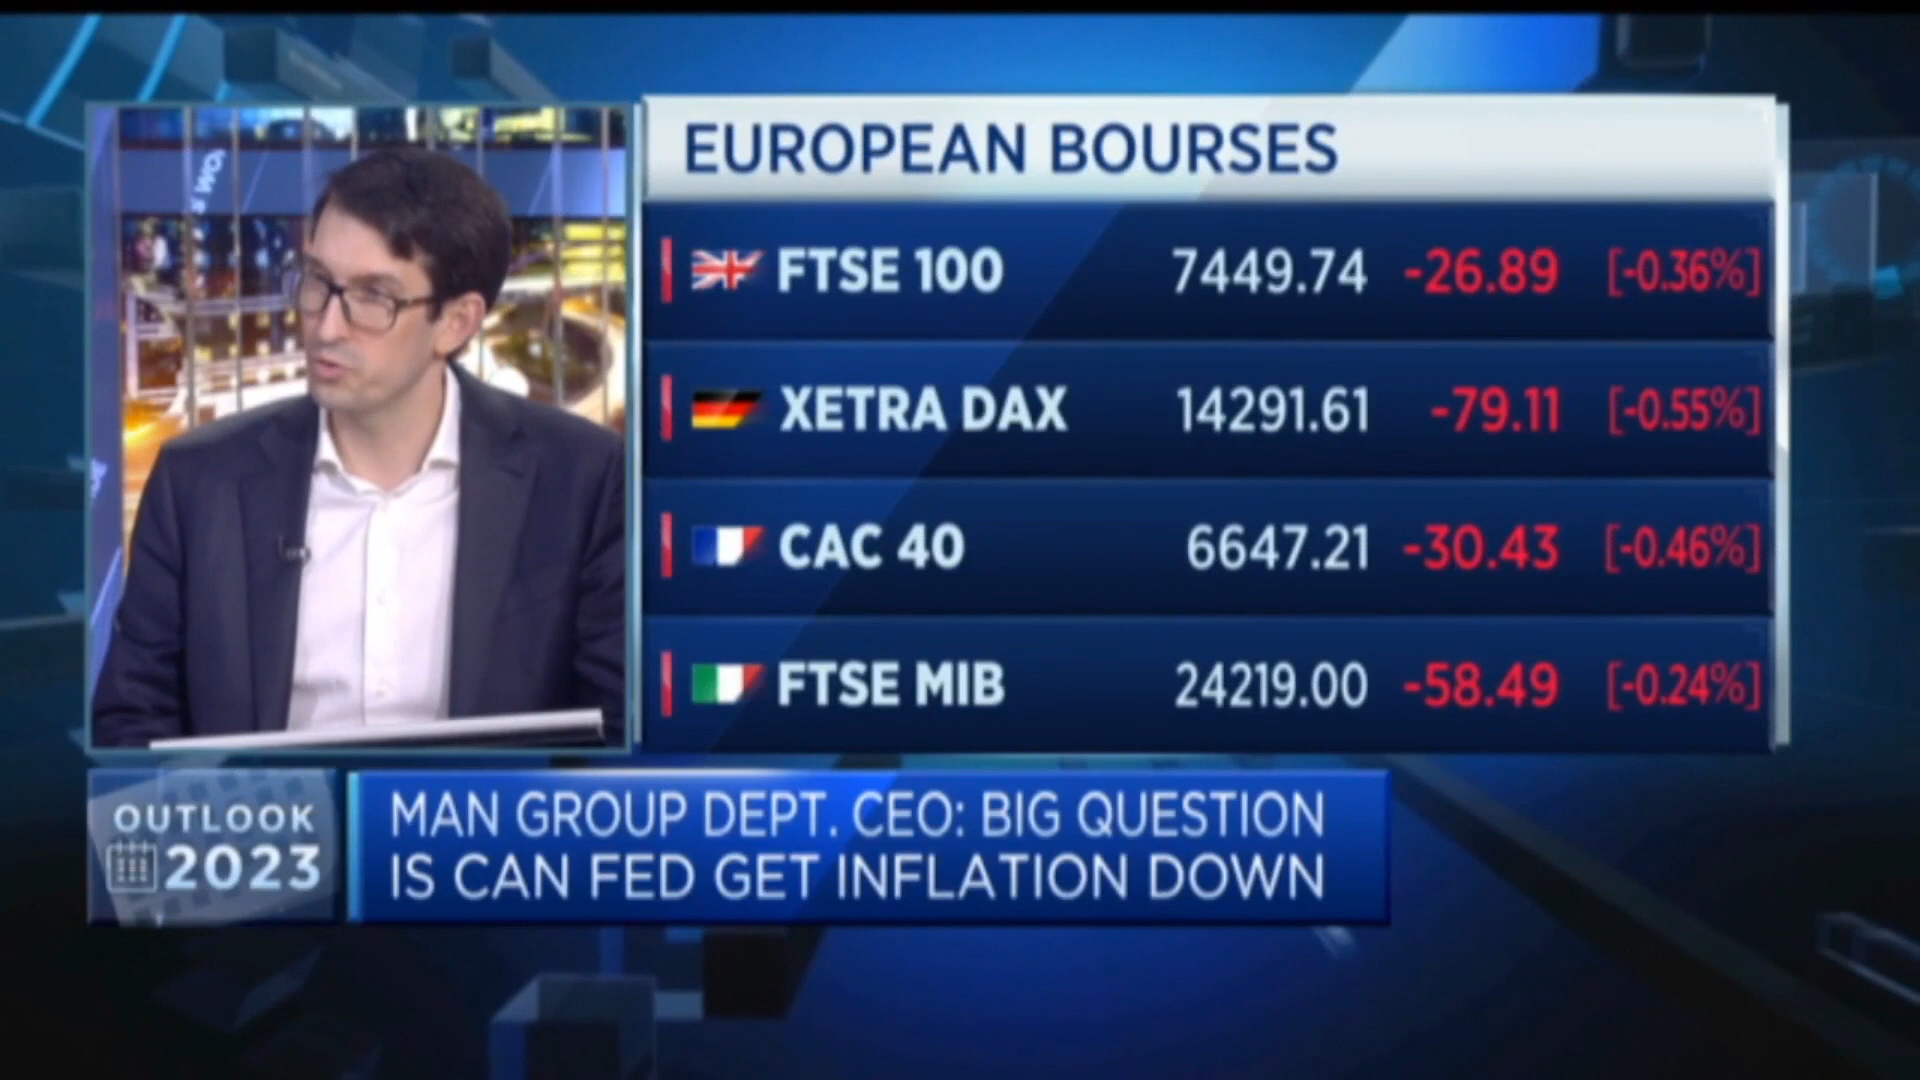 EUROPEAN BOURSES
FTSE 100 7449.74 -26.89 [-0.36%]
XETRA DAX 14291.61 -79.11 [-0.55%]
CAC 40 6647.21 -30.43 [-0.46%]
FTSE MIB 24219.00 -58.49 [-0.24%]
OUTLOOK
2023
MAN GROUP DEPT. CEO: BIG QUESTION
IS CAN FED GET INFLATION DOWN